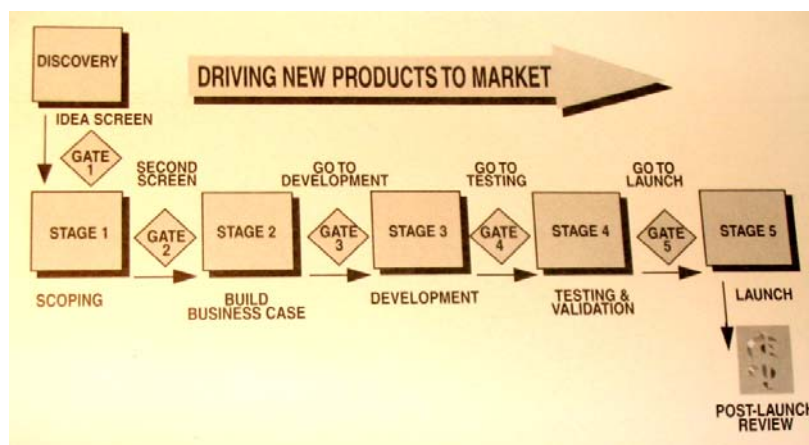 DISCOVERY
DRIVING NEW PRODUCTS TO MARKET
IDEA SCREEN
GATE
1
SECOND
SCREEN
GO TO
DEVELOPMENT
GO TO
TESTING
GO TO
LAUNCH
STAGE 1
GATE
2
STAGE 2
GATE
3
STAGE 3
GATE
4
STAGE 4
GATE
5
STAGE 5
SCOPING
BUILD
BUSINESS CASE
DEVELOPMENT
TESTING &
VALIDATION
LAUNCH
POST-LAUNCH
REVIEW